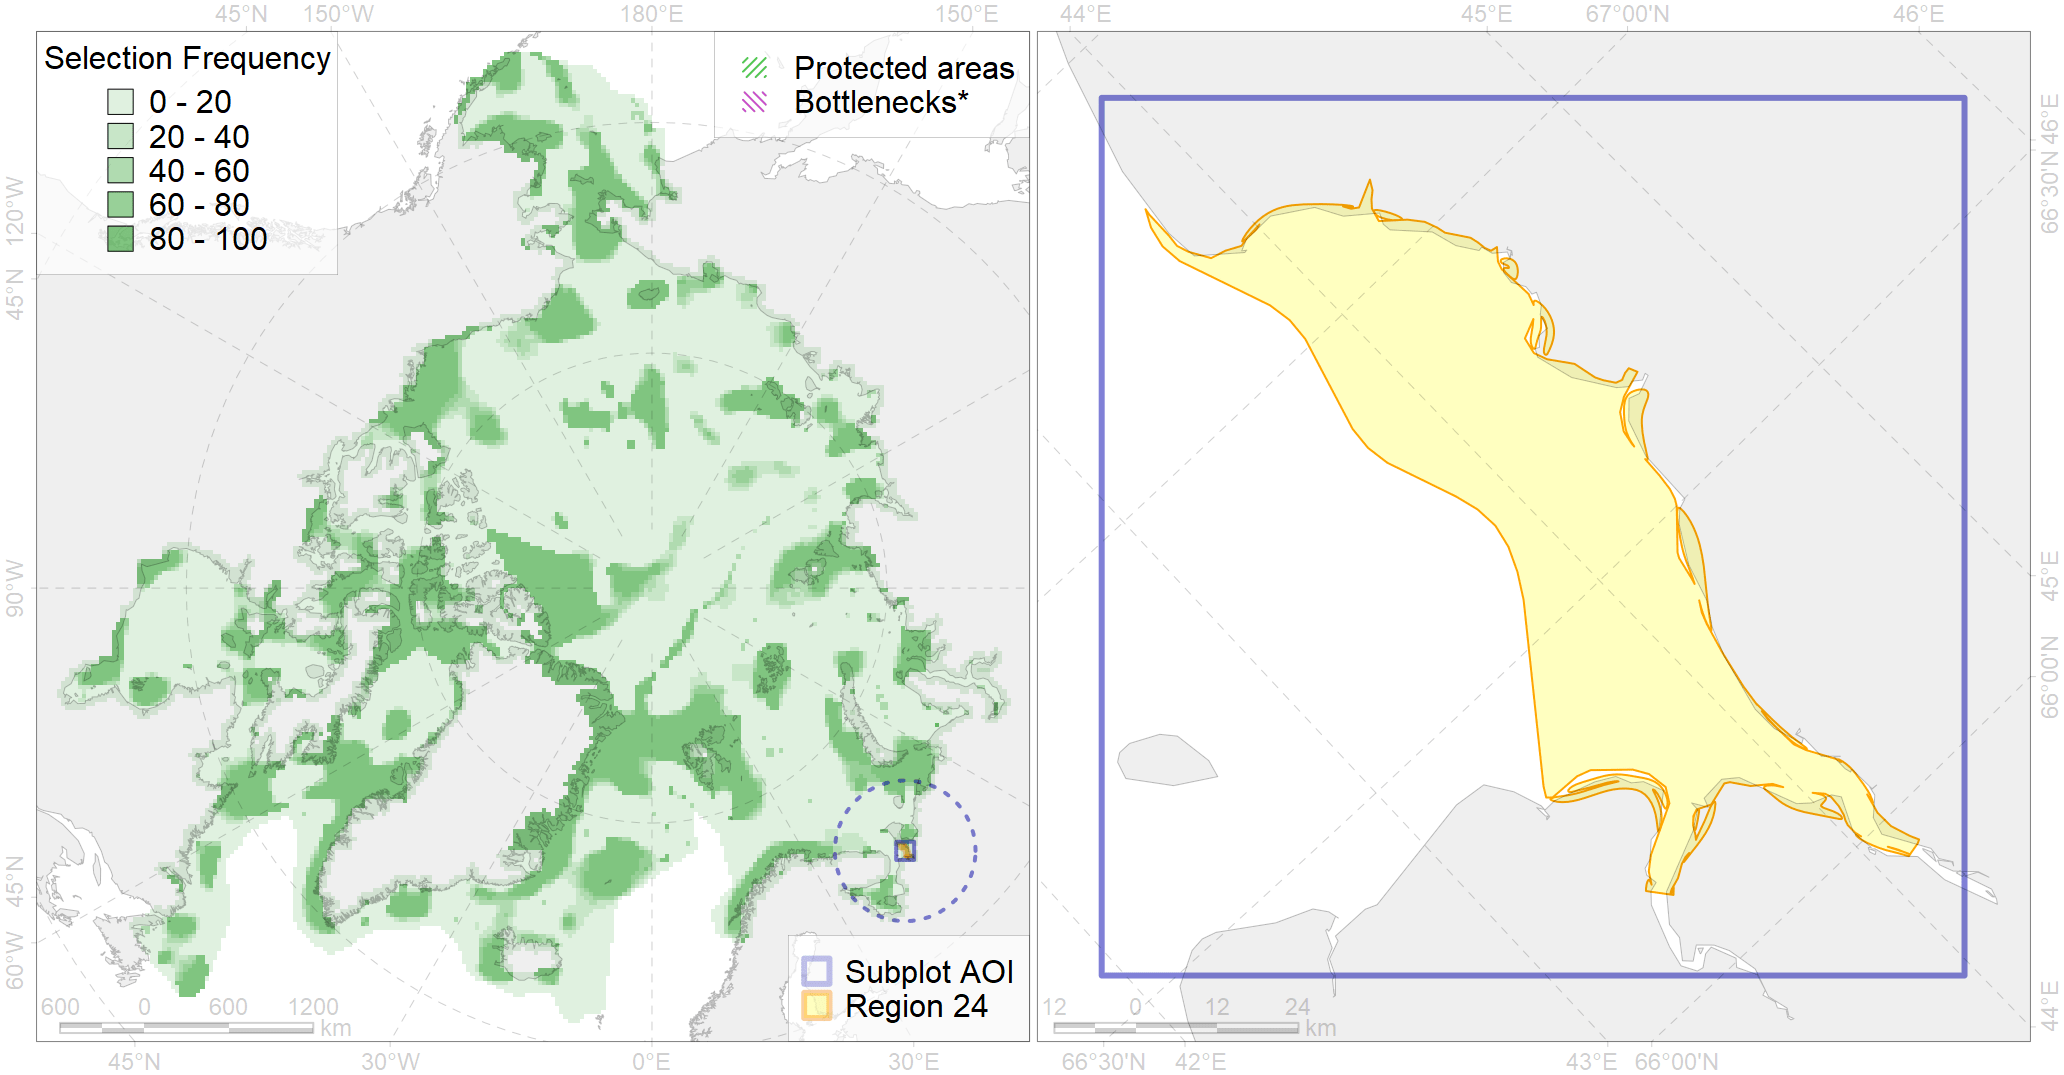 45°N 150°W 180°E 150°E 44°E 45°E 67°00'N 46°E
Selection Frequency
0 - 20
20 - 40
40 - 60
60 - 80
80 - 100
Protected areas
Bottlenecks*
120°W
45°N
90°W
45°N
60°W
46°E
66°30'N
45°E
66°00'N
44°E
Subplot AOI
Region 24
600 0 600 1200
km
12 0 12 24
km
45°N 30°W 0°E 30°E 66°30'N 42°E 43°E 66°00'N